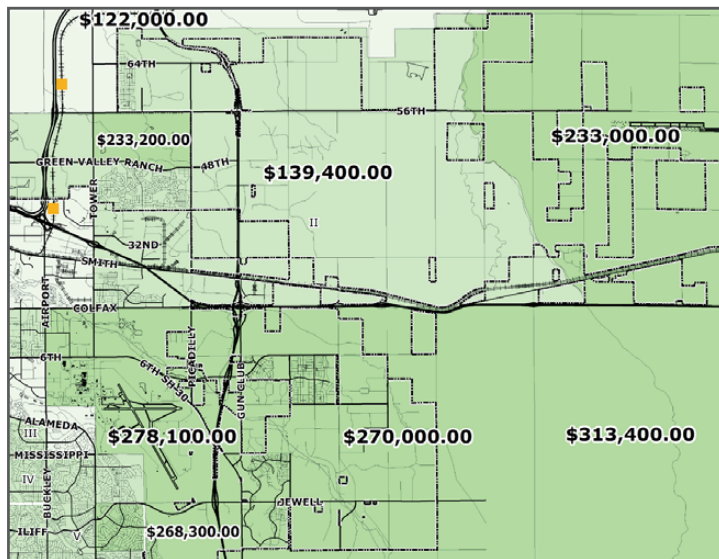 $122,000.00
64TH
56TH
$233,200.00
$233,000.00
GREEN VALLEY RANCH
48TH
$139,400.00
TOWER
II
32ND
SMITH
AIRPORT
COLFAX
PICADILLY
6TH
6TH SH-30
GUN CLUB
ALAMEDA
III
$278,100.00
$270,000.00
$313,400.00
MISSISSIPPI
IV
BUCKLEY
JEWELL
ILIFF
V
$268,300.00